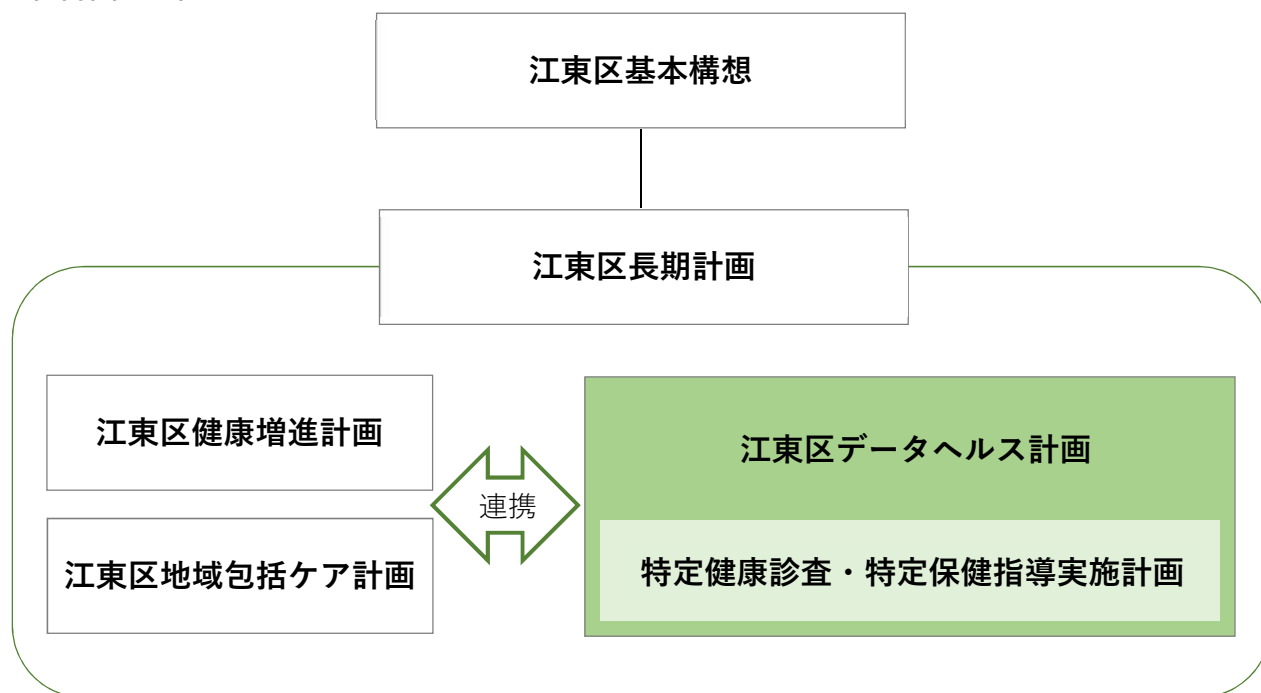 江東区基本構想
江東区長期計画
江東区健康増進計画
江東区地域包括ケア計画
連携
江東区データヘルス計画
特定健康診査・特定保健指導実施計画